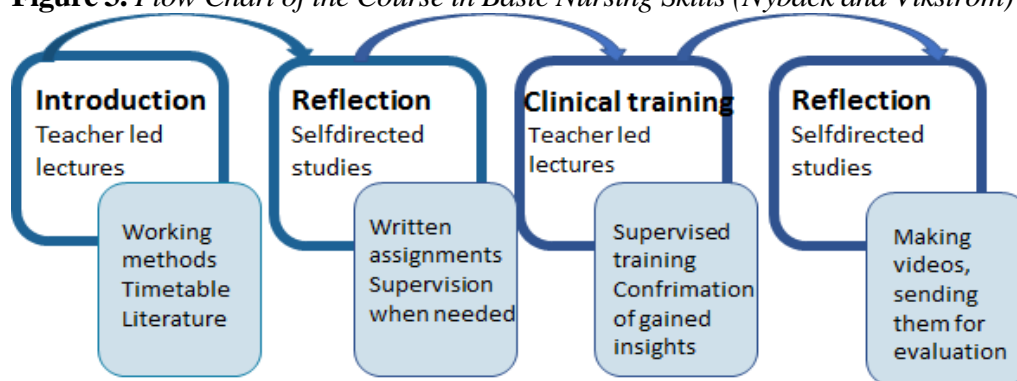 Figure 3. Flow Chart of the Course in Basic Nursing Skills (Nybäck and Vikström)
Introduction
Teacher led
lectures
Working
methods
Timetable
Literature
Reflection
Selfdirected
studies
Written
assignments
Supervision
when needed
Clinical training
Teacher led
lectures
Supervised
training
Confrimation
of gained
insights
Reflection
Selfdirected
studies
Making
videos,
sending
them for
evaluation